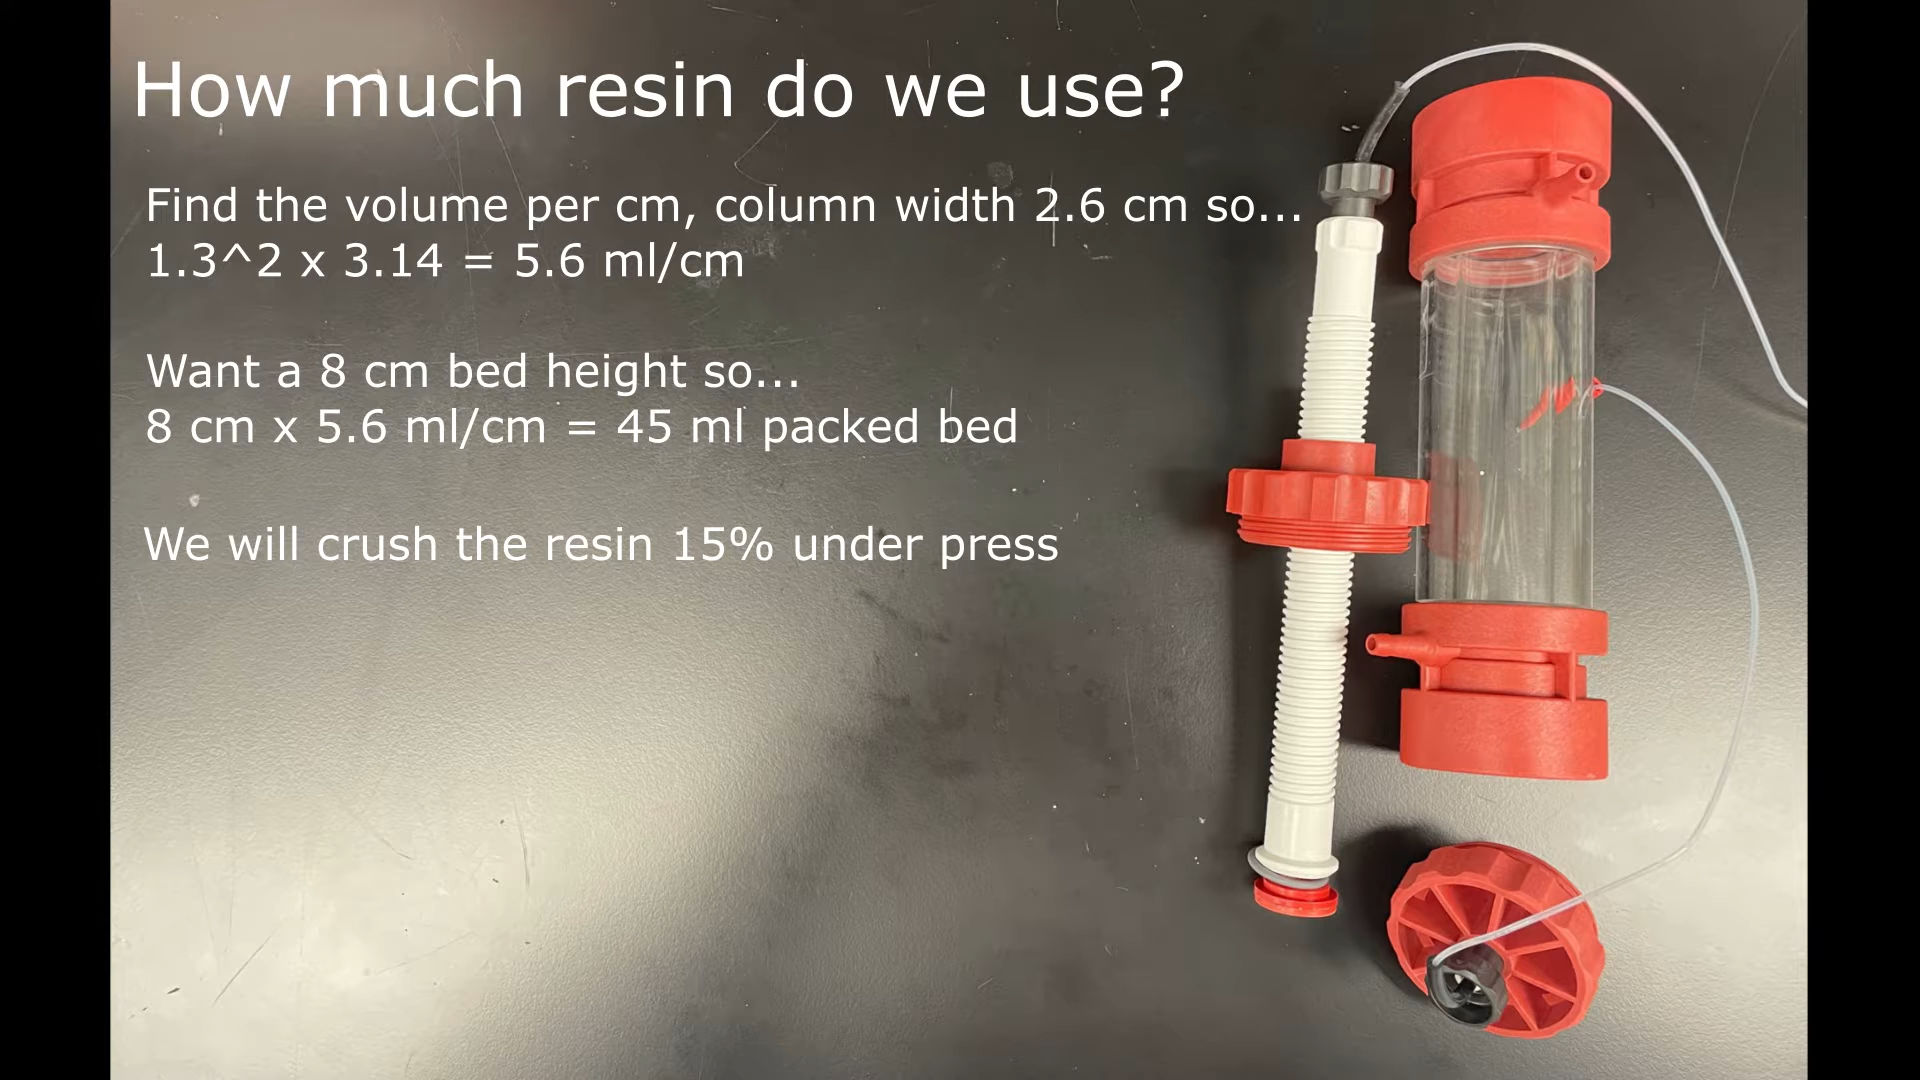 How much resin do we use?
Find the volume per cm, column width 2.6 cm so...
1.3^2 x 3.14 = 5.6 ml/cm
Want a 8 cm bed height so...
8 cm x 5.6 ml/cm = 45 ml packed bed
We will crush the resin 15% under press